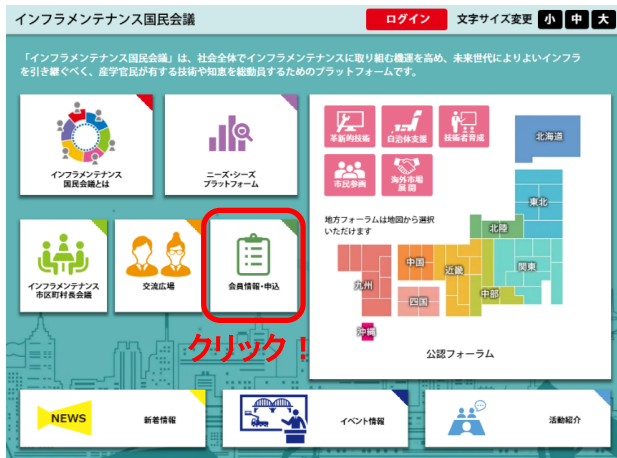 インフラメンテナンス国民会議
ログイン
文字サイズ変更 小 中 大
「インフラメンテナンス国民会議」は、社会全体でインフラメンテナンスに取り組む機運を高め、未来世代によりよいインフラ
を引き継ぐべく、産学官民が有する技術や知恵を総動員するためのプラットフォームです。
インフラメンテナンス
国民会議とは
ニーズ・シーズ
プラットフォーム
インフラメンテナンス
市区町村長会議
交流広場
会員情報・申込
クリック！
革新的技術
自治体支援
技術者育成
市民参画
海外市場
展開
地方フォーラムは地図から選択
いただけます
北海道
東北
北陸
関東
中部
近畿
中国
四国
九州
沖縄
公認フォーラム
NEWS
新着情報
イベント情報
活動紹介